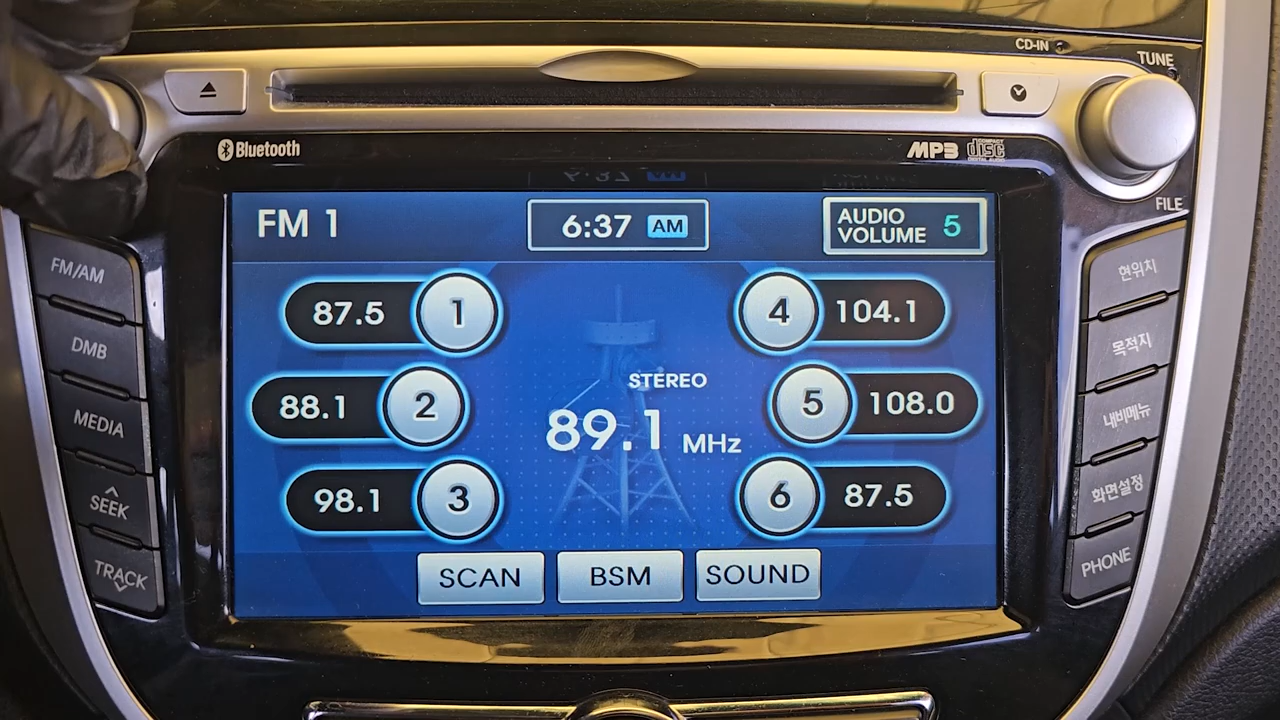 CD-IN
TUNE
Bluetooth
MP3 COMPACT disc DIGITAL AUDIO
FILE
FM 1
6:37 AM
AUDIO VOLUME 5
87.5 1
4 104.1
88.1 2
STEREO
89.1 MHz
5 108.0
98.1 3
6 87.5
SCAN BSM SOUND
FM/AM
DMB
MEDIA
SEEK
TRACK
현위치
목적지
내비메뉴
화면설정
PHONE